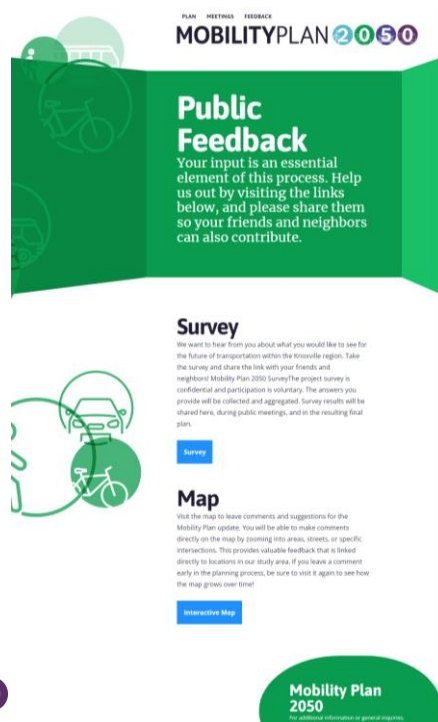 PLAN MEETINGS FEEDBACK
MOBILITYPLAN 2050
Public
Feedback
Your input is an essential
element of this process. Help
us out by visiting the links
below, and please share them
so your friends and neighbors
can also contribute.
Survey
We want to hear from you about what you would like to see for
the future of transportation within the Knoxville region. Take
the survey and share the link with your friends and
neighbors! Mobility Plan 2050 SurveyThe project survey is
confidential and participation is voluntary. The answers you
provide will be collected and aggregated. Survey results will be
shared here, during public meetings, and in the resulting final
plan.
Survey
Map
Visit the map to leave comments and suggestions for the
Mobility Plan update. You will be able to make comments
directly on the map by zooming into areas, streets, or specific
intersections. This provides valuable feedback that is linked
directly to locations in our study area. If you leave a comment
early in the planning process, be sure to visit it again to see how
the map grows over time!
Interactive Map
Mobility Plan
2050
For additional information or general inquiries,